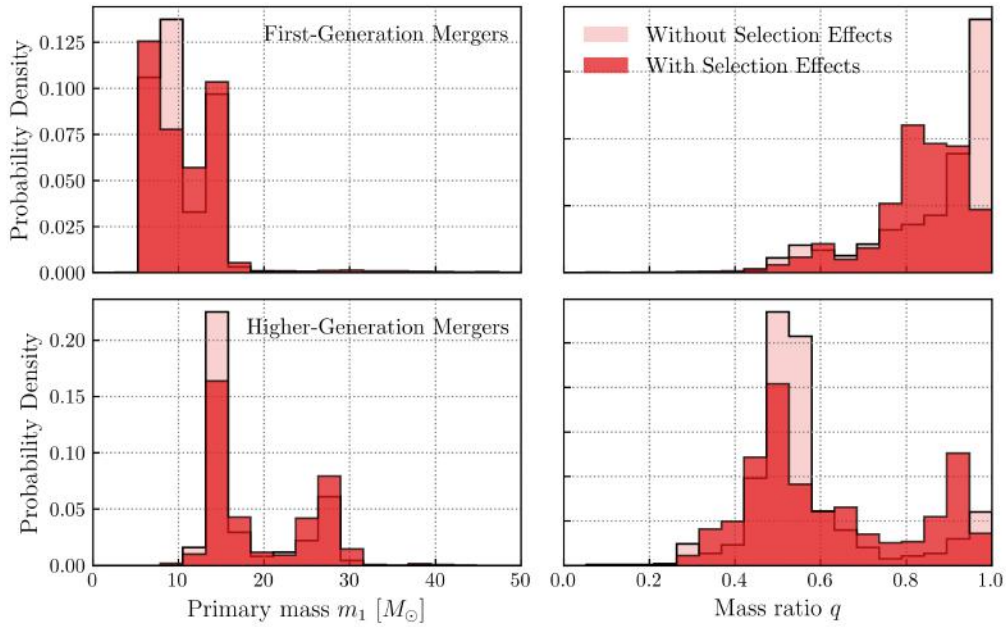 Probability Density
0.125
0.100
0.075
0.050
0.025
0.000
First-Generation Mergers
Without Selection Effects
With Selection Effects
Probability Density
0.20
0.15
0.10
0.05
0.00
Higher-Generation Mergers
0 10 20 30 40 50
Primary mass m₁ [M⊙]
0.0 0.2 0.4 0.6 0.8 1.0
Mass ratio q